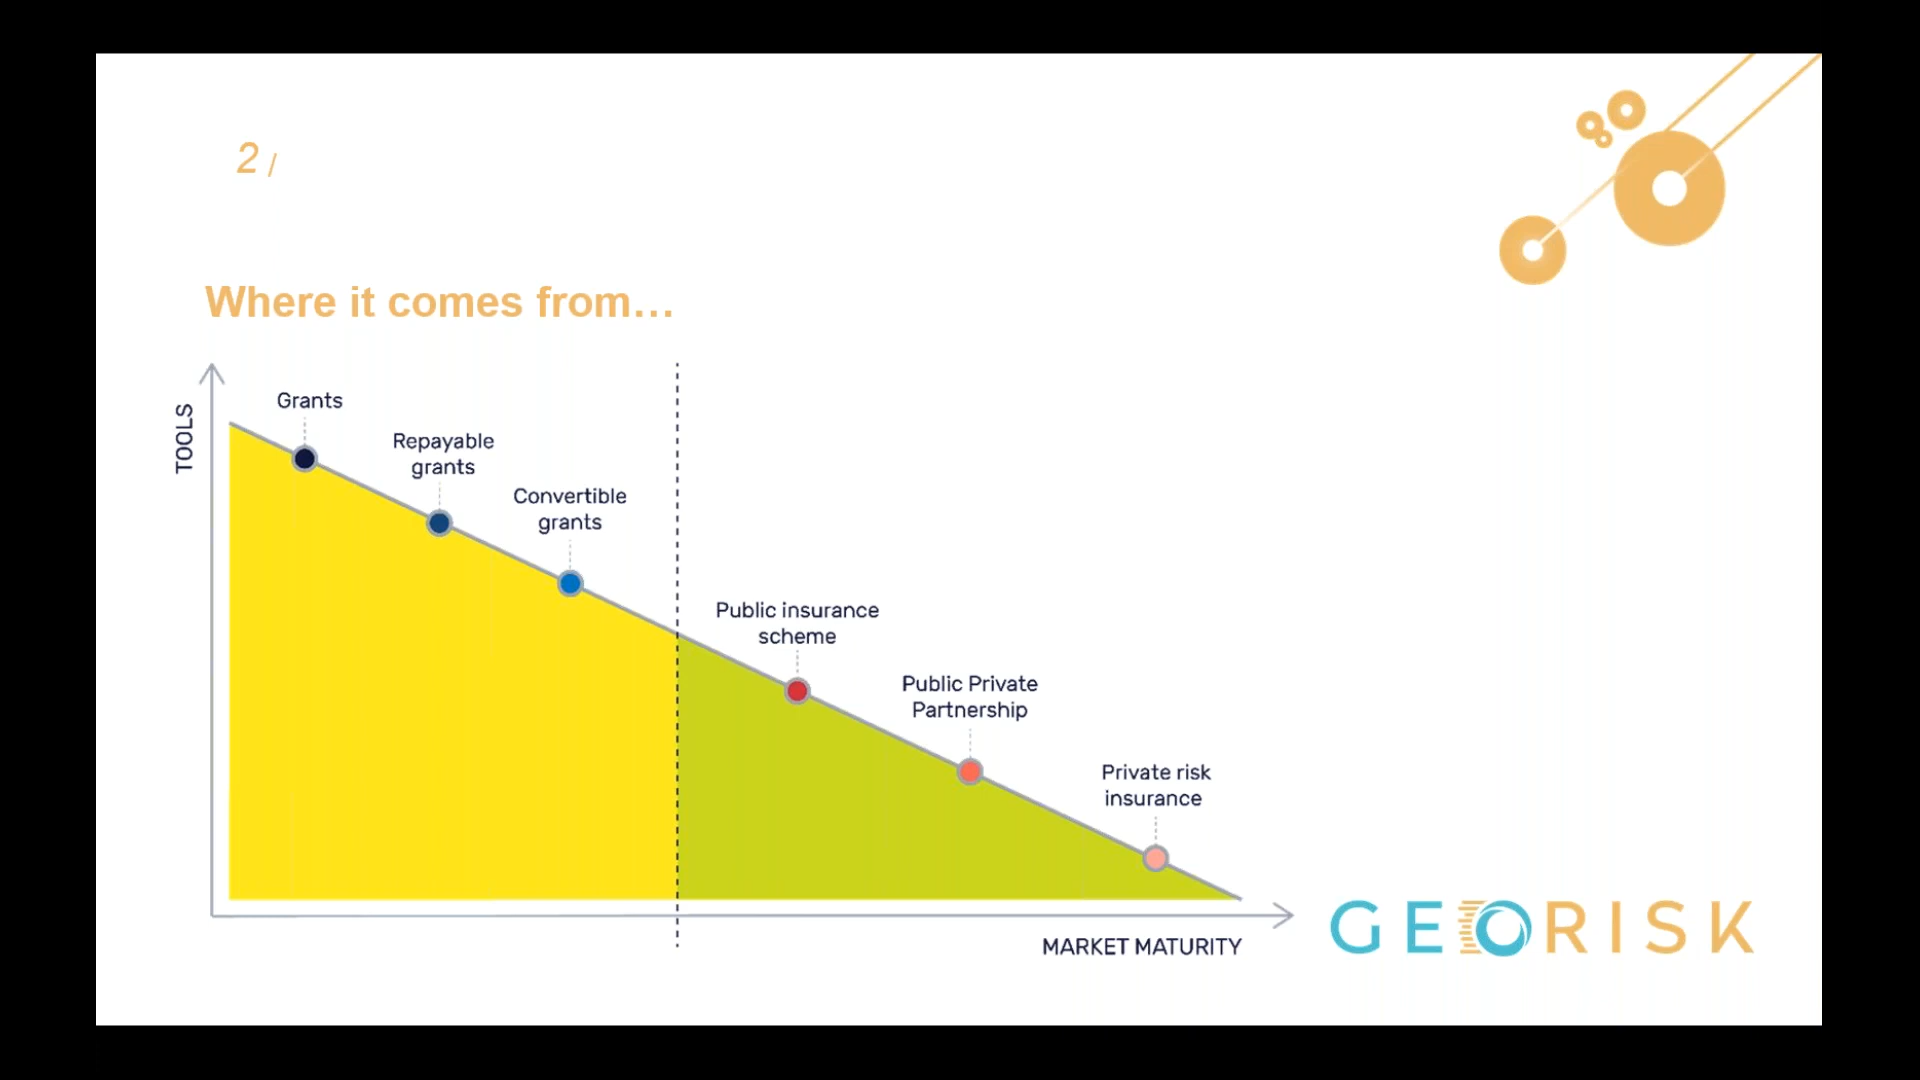 2 /
Where it comes from...
TOOLS
Grants
Repayable
grants
Convertible
grants
Public insurance
scheme
Public Private
Partnership
Private risk
insurance
MARKET MATURITY
GEORISK